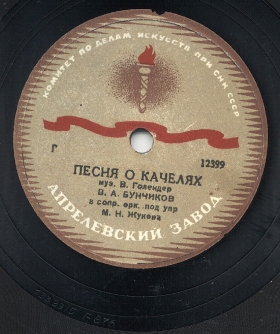 КОМИТЕТ ПО ДЕЛАМ ИСКУССТВ ПРИ СНК СССР
Г
12399
ПЕСНЯ О КАЧЕЛЯХ
муз. В. Голендер
В. А. БУНЧИКОВ
в сопр. орк. под упр
М. Н. Жукова
АПРЕЛЕВСКИЙ ЗАВОД